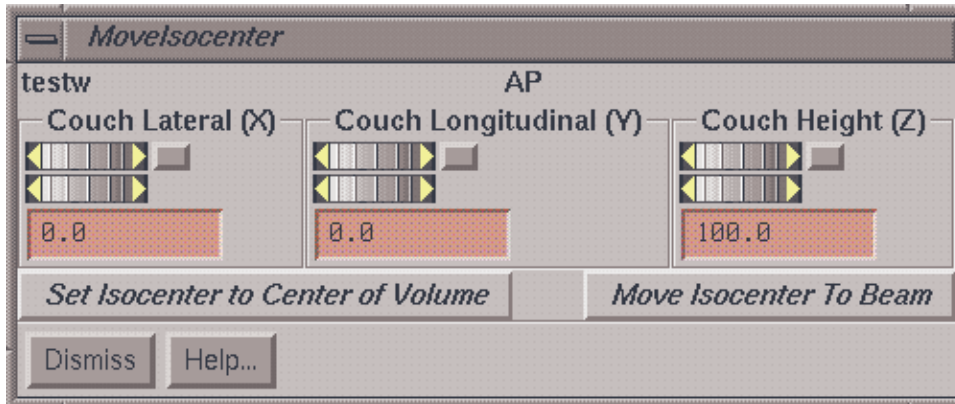 MoveIsocenter
testw AP
Couch Lateral (X) Couch Longitudinal (Y) Couch Height (Z)
0.0 0.0 100.0
Set Isocenter to Center of Volume Move Isocenter To Beam
Dismiss Help...